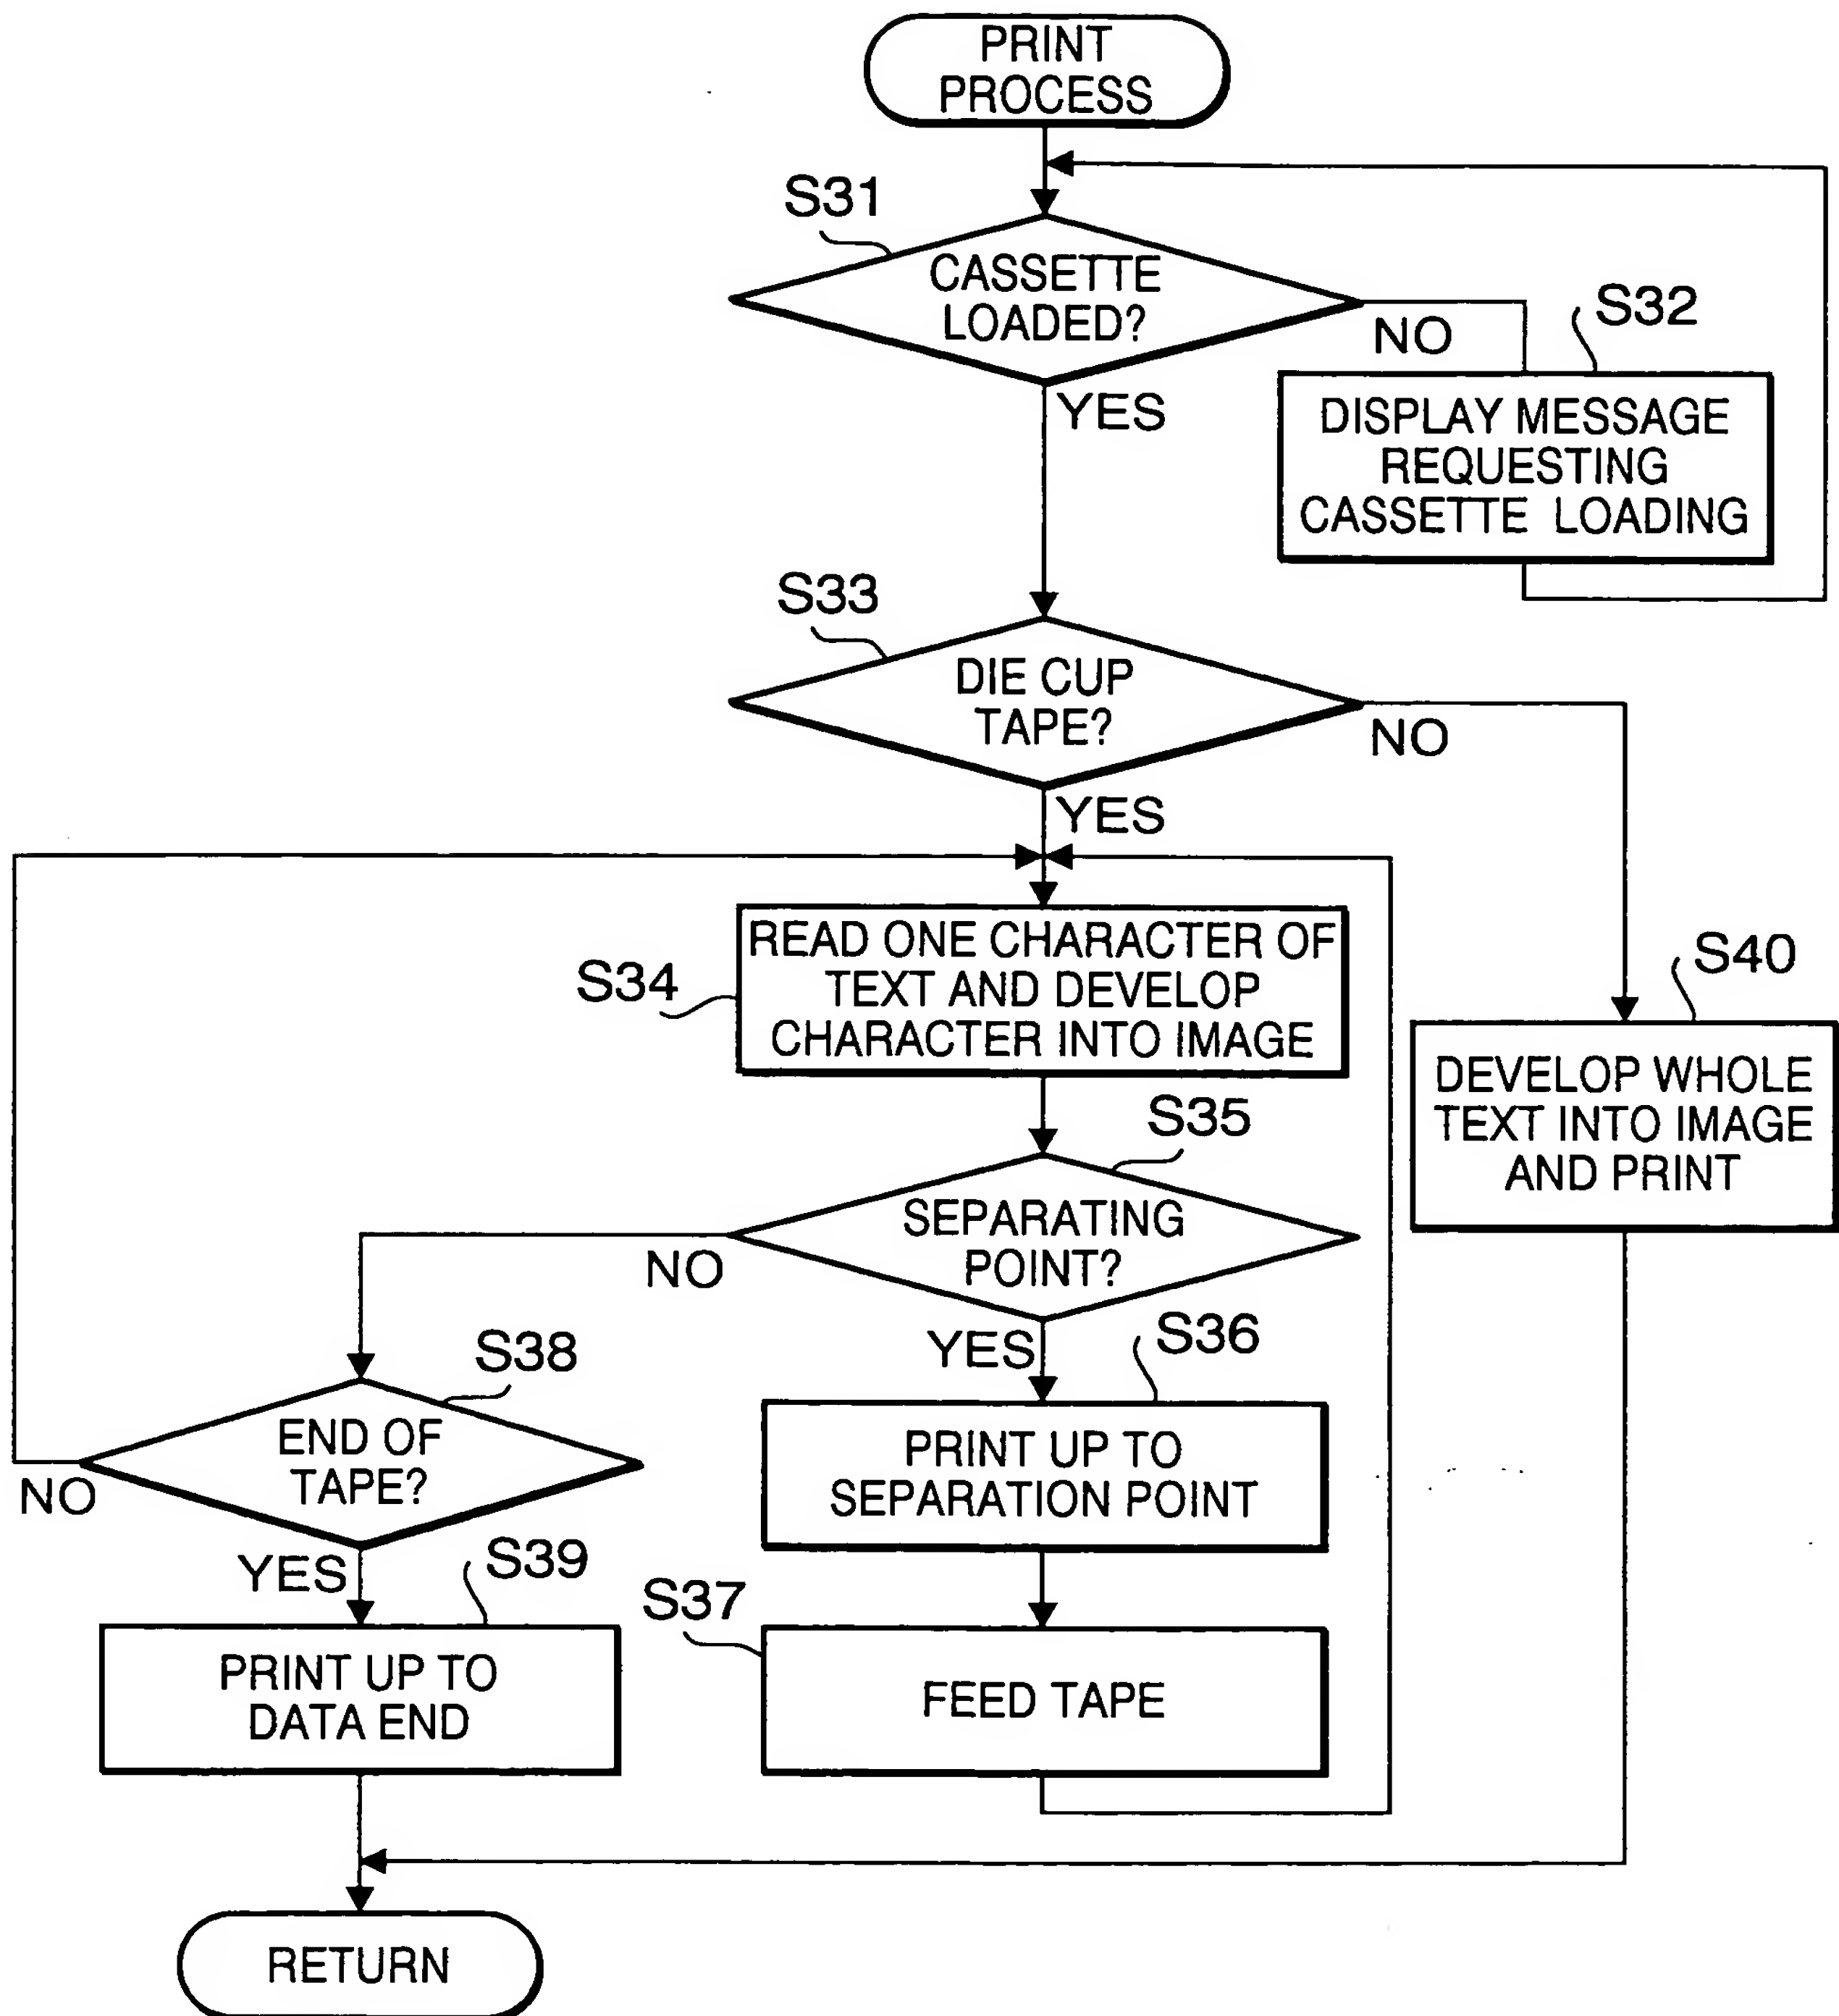 PRINT
PROCESS
S31
CASSETTE
LOADED?
NO
S32
YES
DISPLAY MESSAGE
REQUESTING
CASSETTE LOADING
S33
DIE CUP
TAPE?
NO
YES
S34
READ ONE CHARACTER OF
TEXT AND DEVELOP
CHARACTER INTO IMAGE
S40
DEVELOP WHOLE
TEXT INTO IMAGE
AND PRINT
S35
SEPARATING
POINT?
NO
YES
S36
S38
END OF
TAPE?
NO
PRINT UP TO
SEPARATION POINT
YES
S39
S37
PRINT UP TO
DATA END
FEED TAPE
RETURN